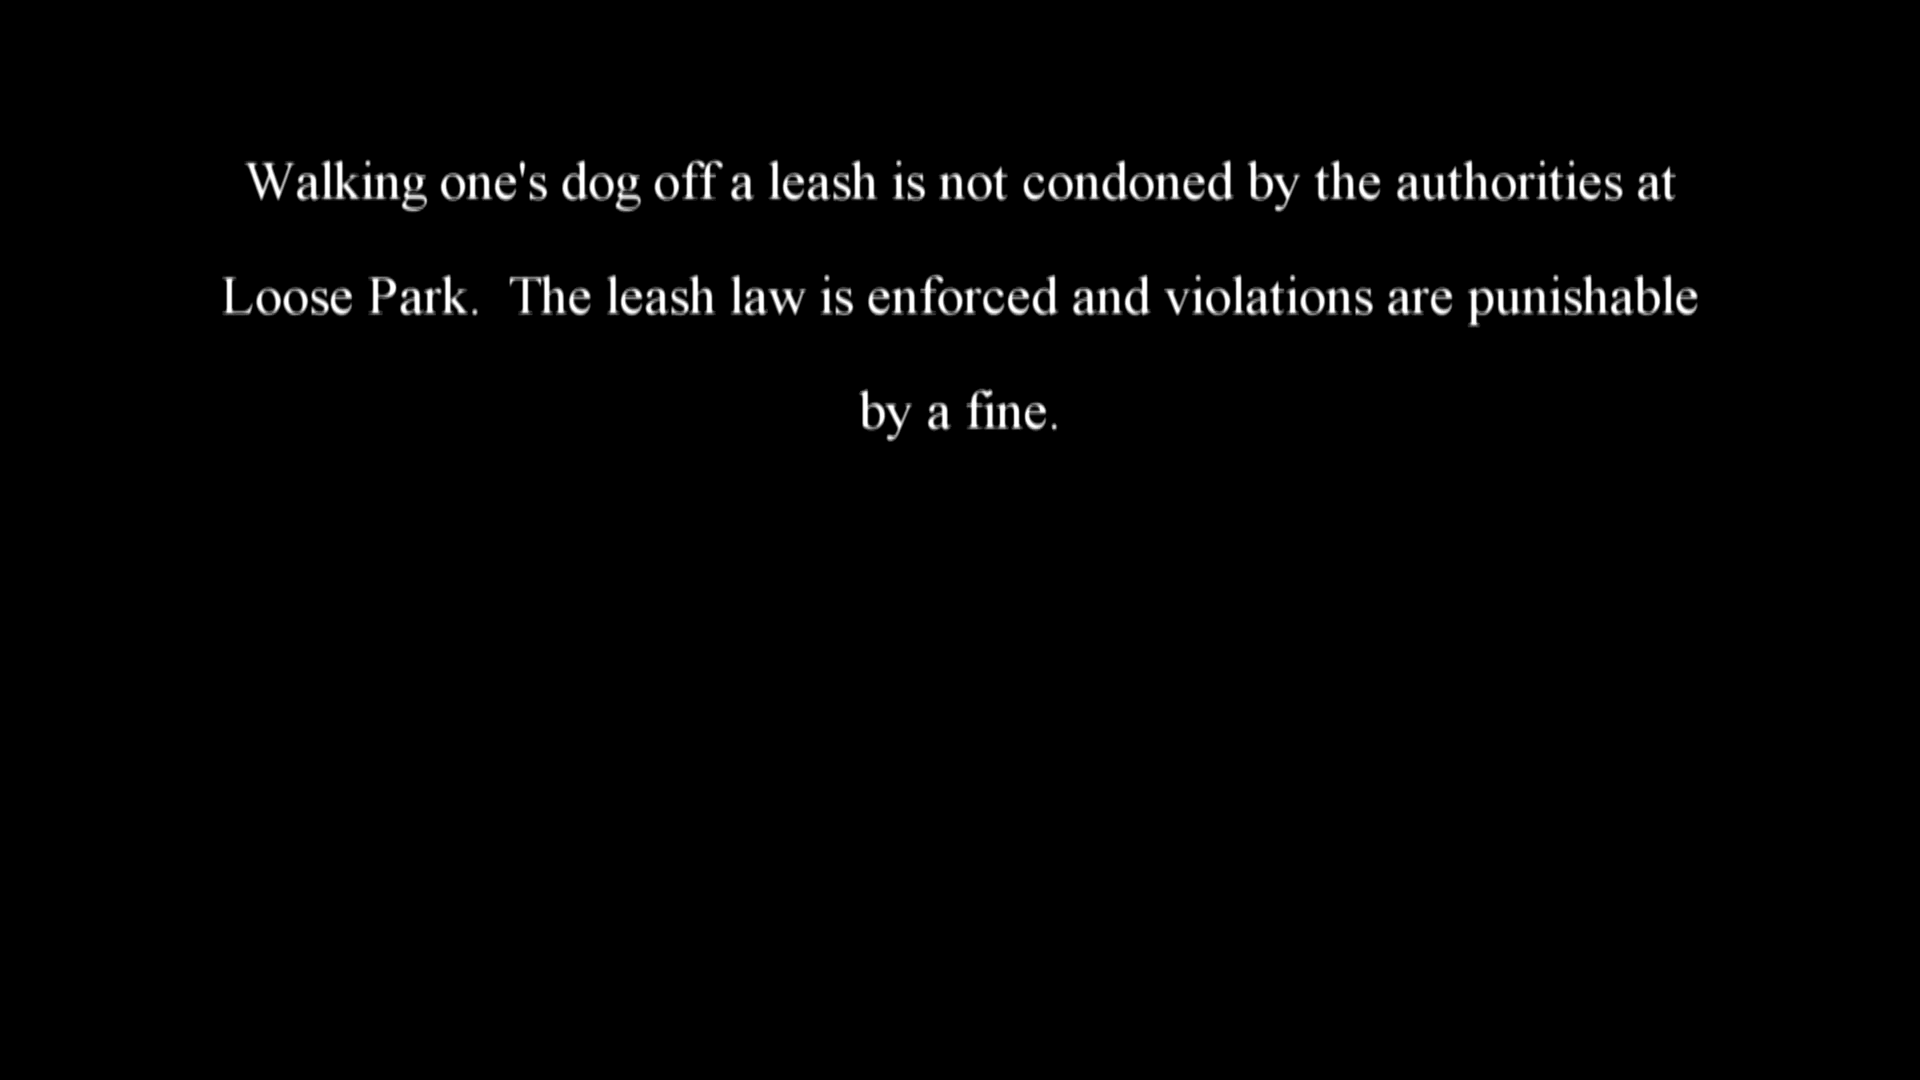 Walking one's dog off a leash is not condoned by the authorities at
Loose Park.  The leash law is enforced and violations are punishable
by a fine.